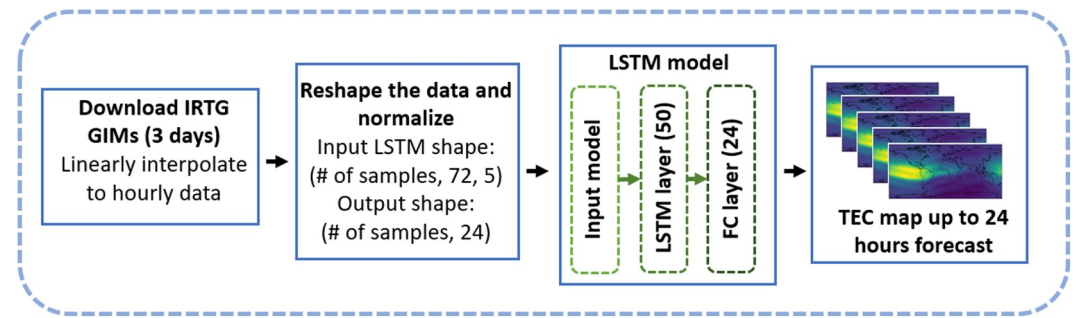 Download IRTG
GIMs (3 days)
Linearly interpolate
to hourly data
Reshape the data and
normalize
Input LSTM shape:
(# of samples, 72, 5)
Output shape:
(# of samples, 24)
LSTM model
Input model
LSTM layer (50)
FC layer (24)
TEC map up to 24
hours forecast